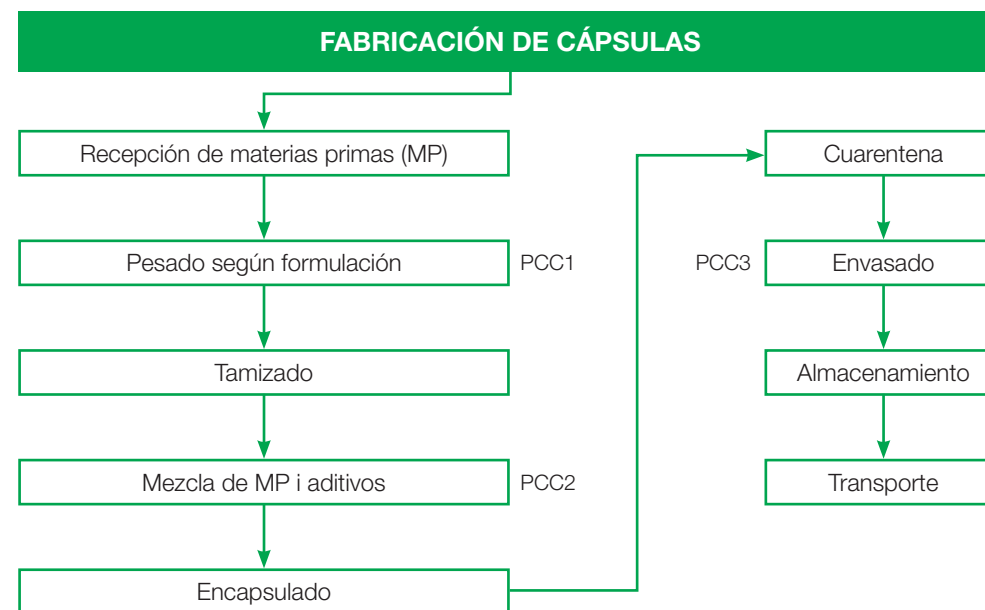 FABRICACIÓN DE CÁPSULAS
Recepción de materias primas (MP)
Pesado según formulación
PCC1
Tamizado
Mezcla de MP i aditivos
PCC2
Encapsulado
Cuarentena
PCC3
Envasado
Almacenamiento
Transporte